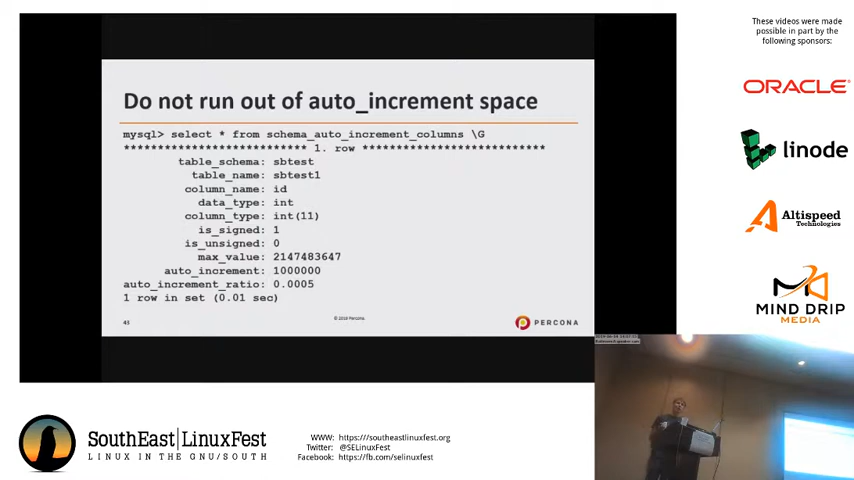 These videos were made
possible in part by the
following sponsors:
ORACLE
linode
Altispeed
Technologies
MIND DRIP
MEDIA
Do not run out of auto_increment space
mysql> select * from schema_auto_increment_columns \G
*************************** 1. row ***************************
table_schema: sbtest
table_name: sbtest1
column_name: id
data_type: int
column_type: int(11)
is_signed: 1
is_unsigned: 0
max_value: 2147483647
auto_increment: 1000000
auto_increment_ratio: 0.0005
1 row in set (0.01 sec)
43
PERCONA
SouthEast|LinuxFest
LINUX IN THE GNU/SOUTH
WWW: https:///southeastlinuxfest.org
Twitter: @SELinuxFest
Facebook: https://fb.com/selinuxfest